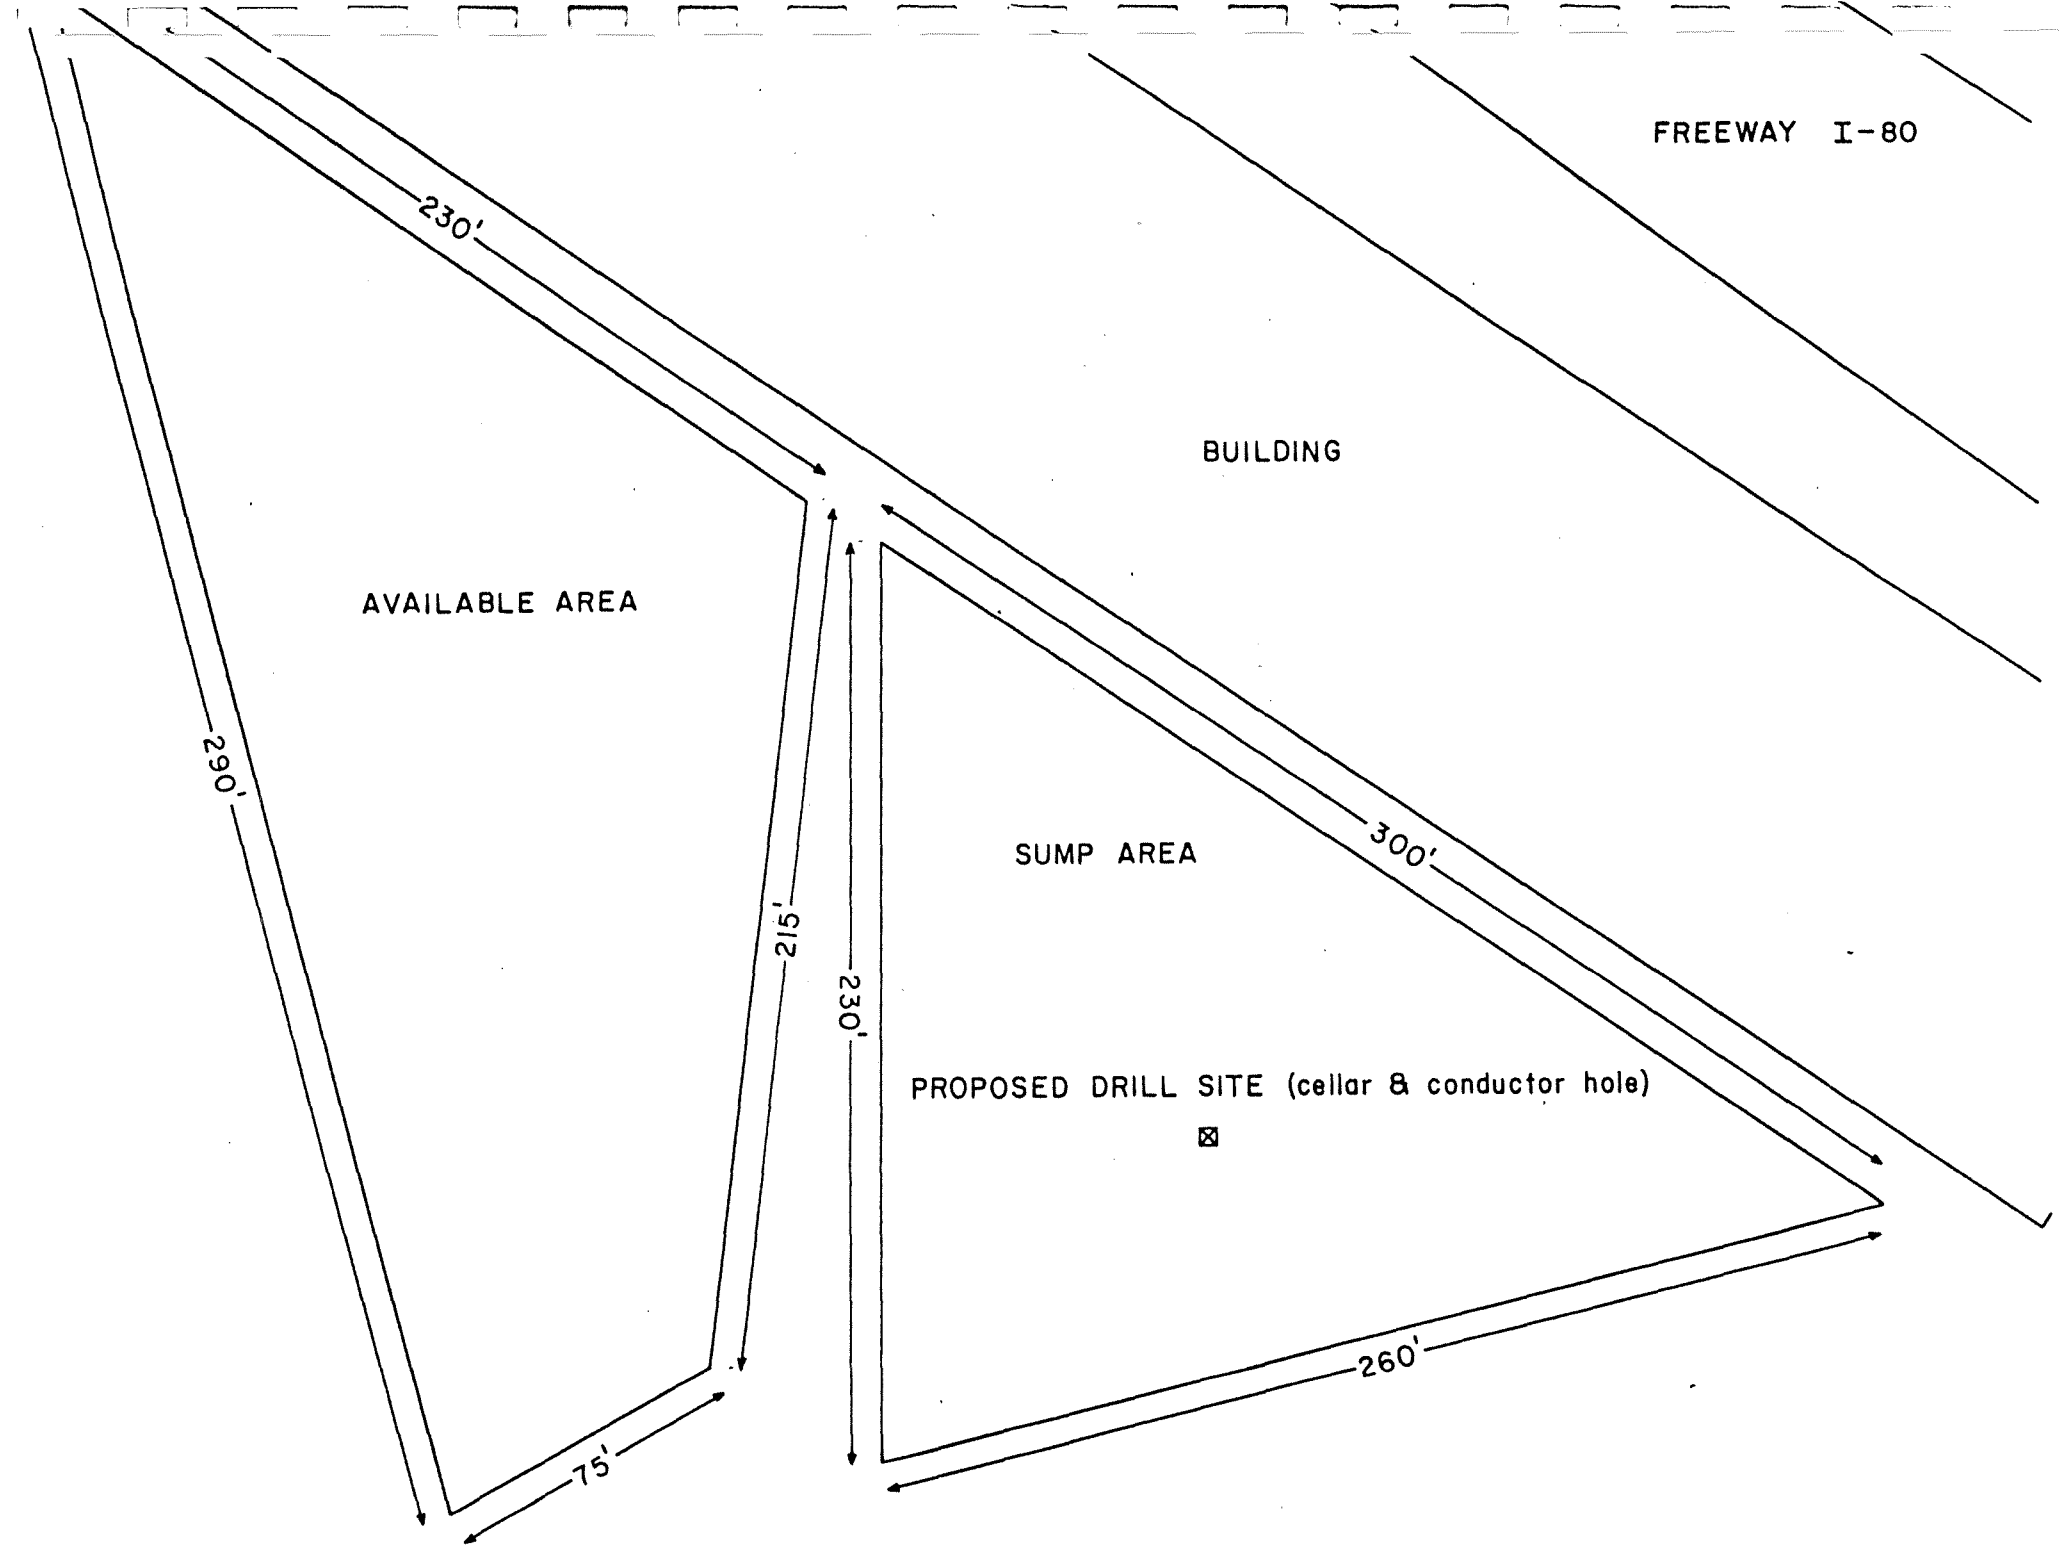 FREEWAY I-80
230'
BUILDING
AVAILABLE AREA
290'
300'
SUMP AREA
215'
230'
PROPOSED DRILL SITE (cellar & conductor hole)
260'
75'